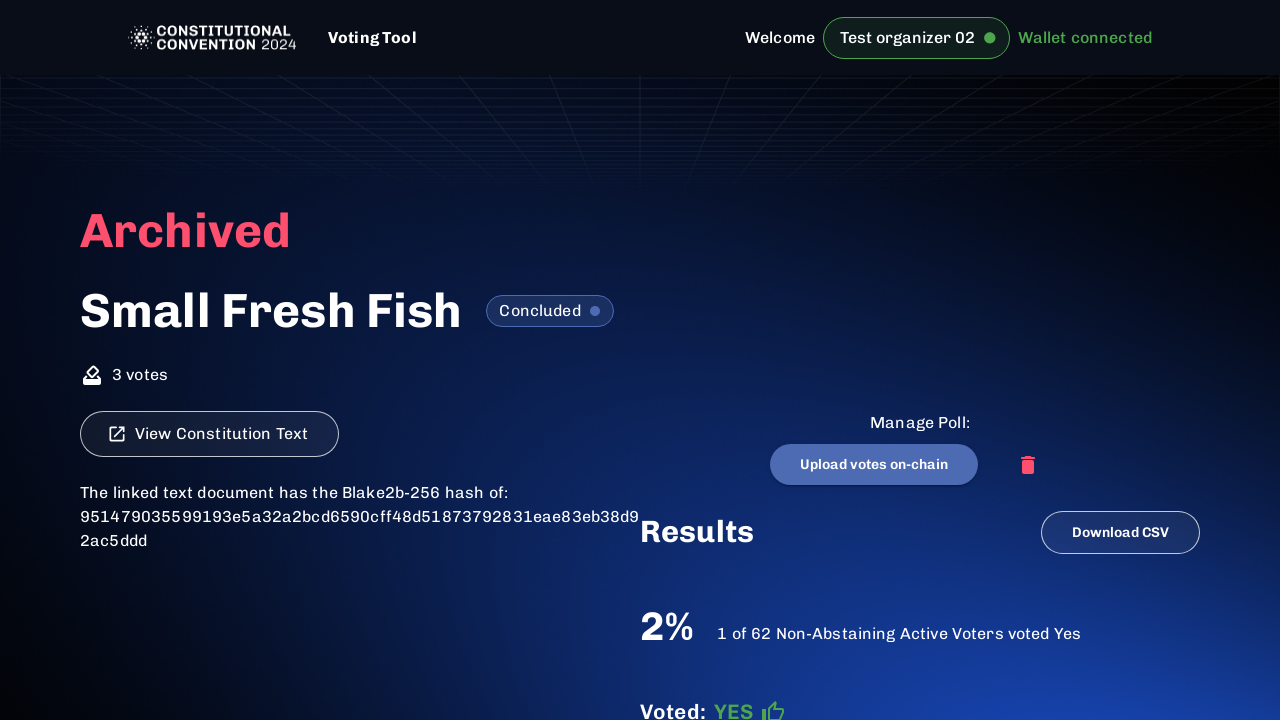 CONSTITUTIONAL
CONVENTION 2024
Voting Tool
Welcome
Test organizer 02
Wallet connected
Archived
Small Fresh Fish
Concluded
3 votes
View Constitution Text
The linked text document has the Blake2b-256 hash of:
951479035599193e5a32a2bcd6590cff48d51873792831eae83eb38d9
2ac5ddd
Manage Poll:
Upload votes on-chain
Results
Download CSV
2%
1 of 62 Non-Abstaining Active Voters voted Yes
Voted: YES